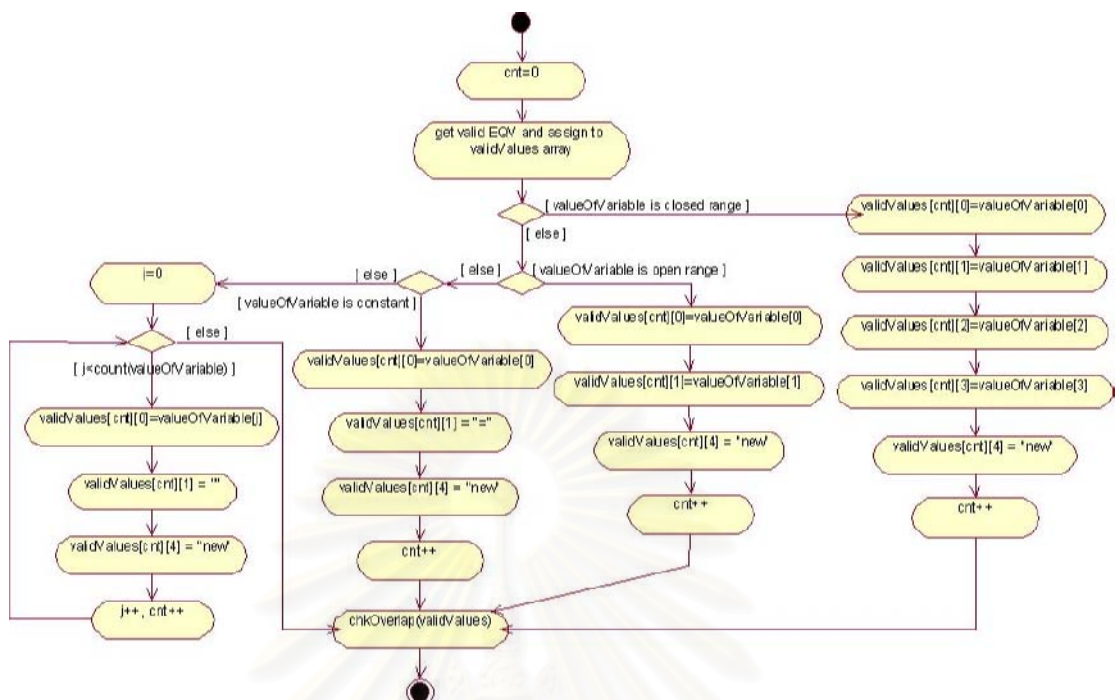 cnt=0
get valid EQV and assign to
validValues array
[ valueOfVariable is closed range ]
validValues[cnt][0]=valueOfVariable[0]
[ else ]
j=0
[ else ]
[ else ]
[ valueOfVariable is open range ]
validValues[cnt][1]=valueOfVariable[1]
[ valueOfVariable is constant ]
validValues[cnt][0]=valueOfVariable[0]
validValues[cnt][2]=valueOfVariable[2]
[ else ]
validValues[cnt][0]=valueOfVariable[0]
[ j<count(valueOfVariable) ]
validValues[cnt][1]=valueOfVariable[1]
validValues[cnt][3]=valueOfVariable[3]
validValues[cnt][0]=valueOfVariable[j]
validValues[cnt][1] = "="
validValues[cnt][4] = "new"
validValues[cnt][4] = "new"
validValues[cnt][1] = ""
validValues[cnt][4] = "new"
cnt++
cnt++
validValues[cnt][4] = "new"
cnt++
j++, cnt++
chkOverlap(validValues)